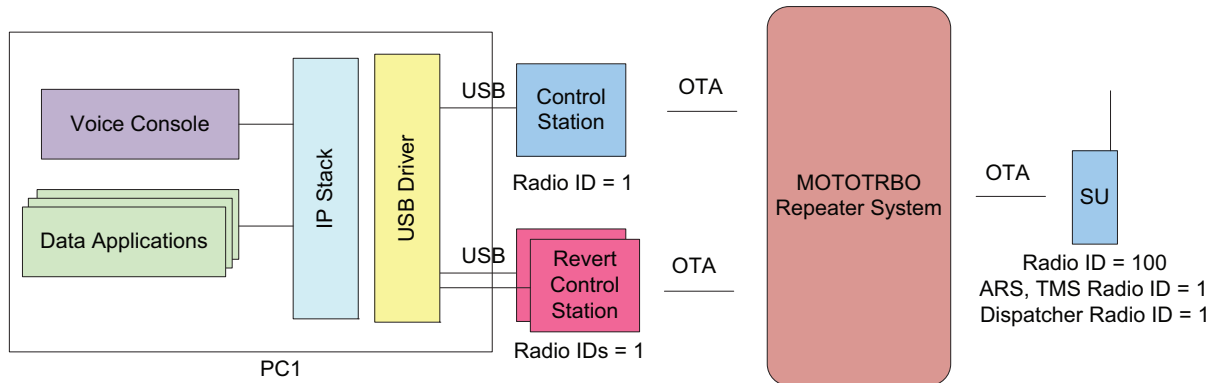 Voice Console
Data Applications
IP Stack
USB Driver
PC1
USB
Control
Station
Radio ID = 1
USB
Revert
Control
Station
Radio IDs = 1
OTA
OTA
MOTOTRBO
Repeater System
OTA
SU
Radio ID = 100
ARS, TMS Radio ID = 1
Dispatcher Radio ID = 1